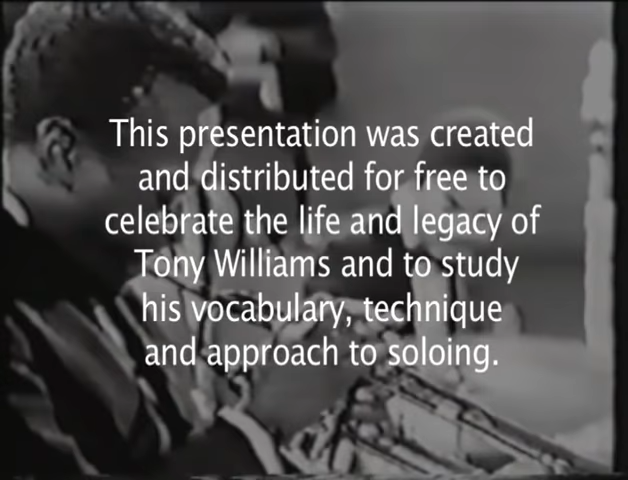 This presentation was created
and distributed for free to
celebrate the life and legacy of
Tony Williams and to study
his vocabulary, technique
and approach to soloing.